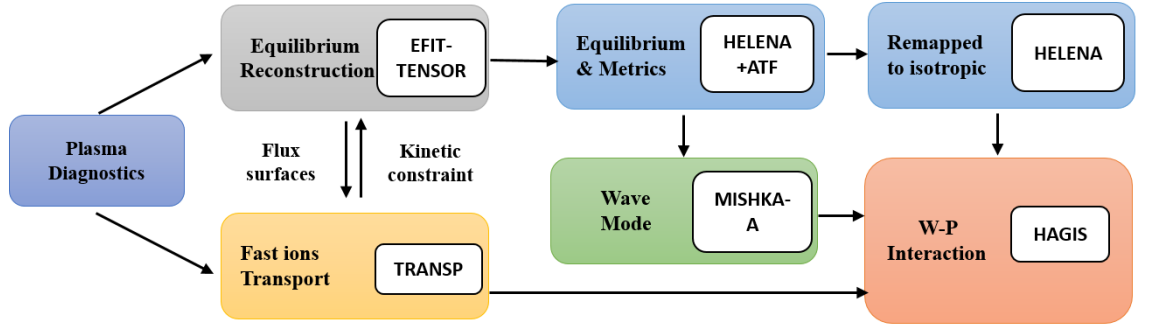 Plasma
Diagnostics
Equilibrium
Reconstruction
EFIT-
TENSOR
Equilibrium
& Metrics
HELENA
+ATF
Remapped
to isotropic
HELENA
Flux
surfaces
Kinetic
constraint
Fast ions
Transport
TRANSP
Wave
Mode
MISHKA-
A
W-P
Interaction
HAGIS